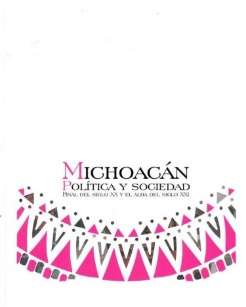 MICHOACÁN
POLÍTICA Y SOCIEDAD
FINAL DEL SIGLO XX Y EL ALBA DEL SIGLO XXI